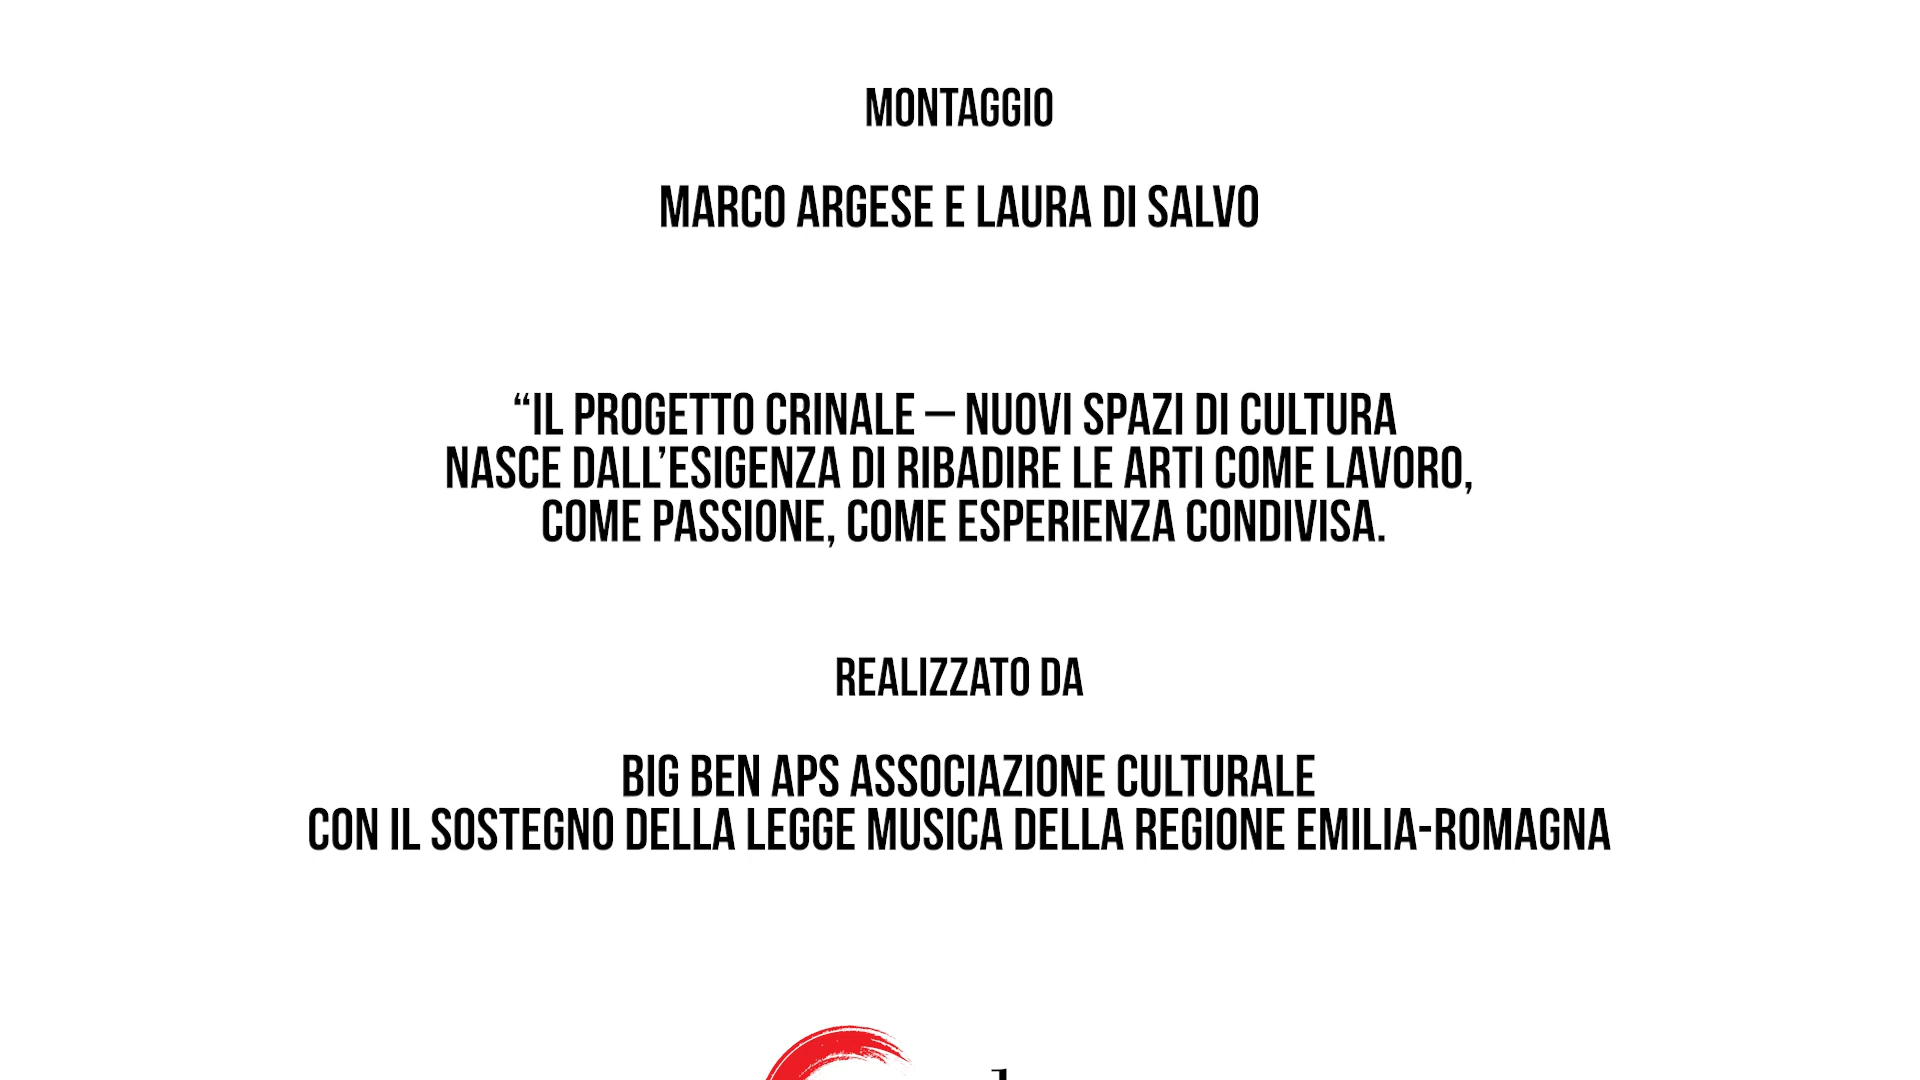 MONTAGGIO
MARCO ARGESE E LAURA DI SALVO
“IL PROGETTO CRINALE – NUOVI SPAZI DI CULTURA
NASCE DALL’ESIGENZA DI RIBADIRE LE ARTI COME LAVORO,
COME PASSIONE, COME ESPERIENZA CONDIVISA.
REALIZZATO DA
BIG BEN APS ASSOCIAZIONE CULTURALE
CON IL SOSTEGNO DELLA LEGGE MUSICA DELLA REGIONE EMILIA-ROMAGNA